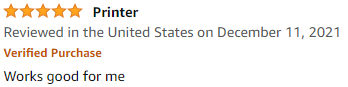 Printer
Reviewed in the United States on December 11, 2021
Verified Purchase
Works good for me